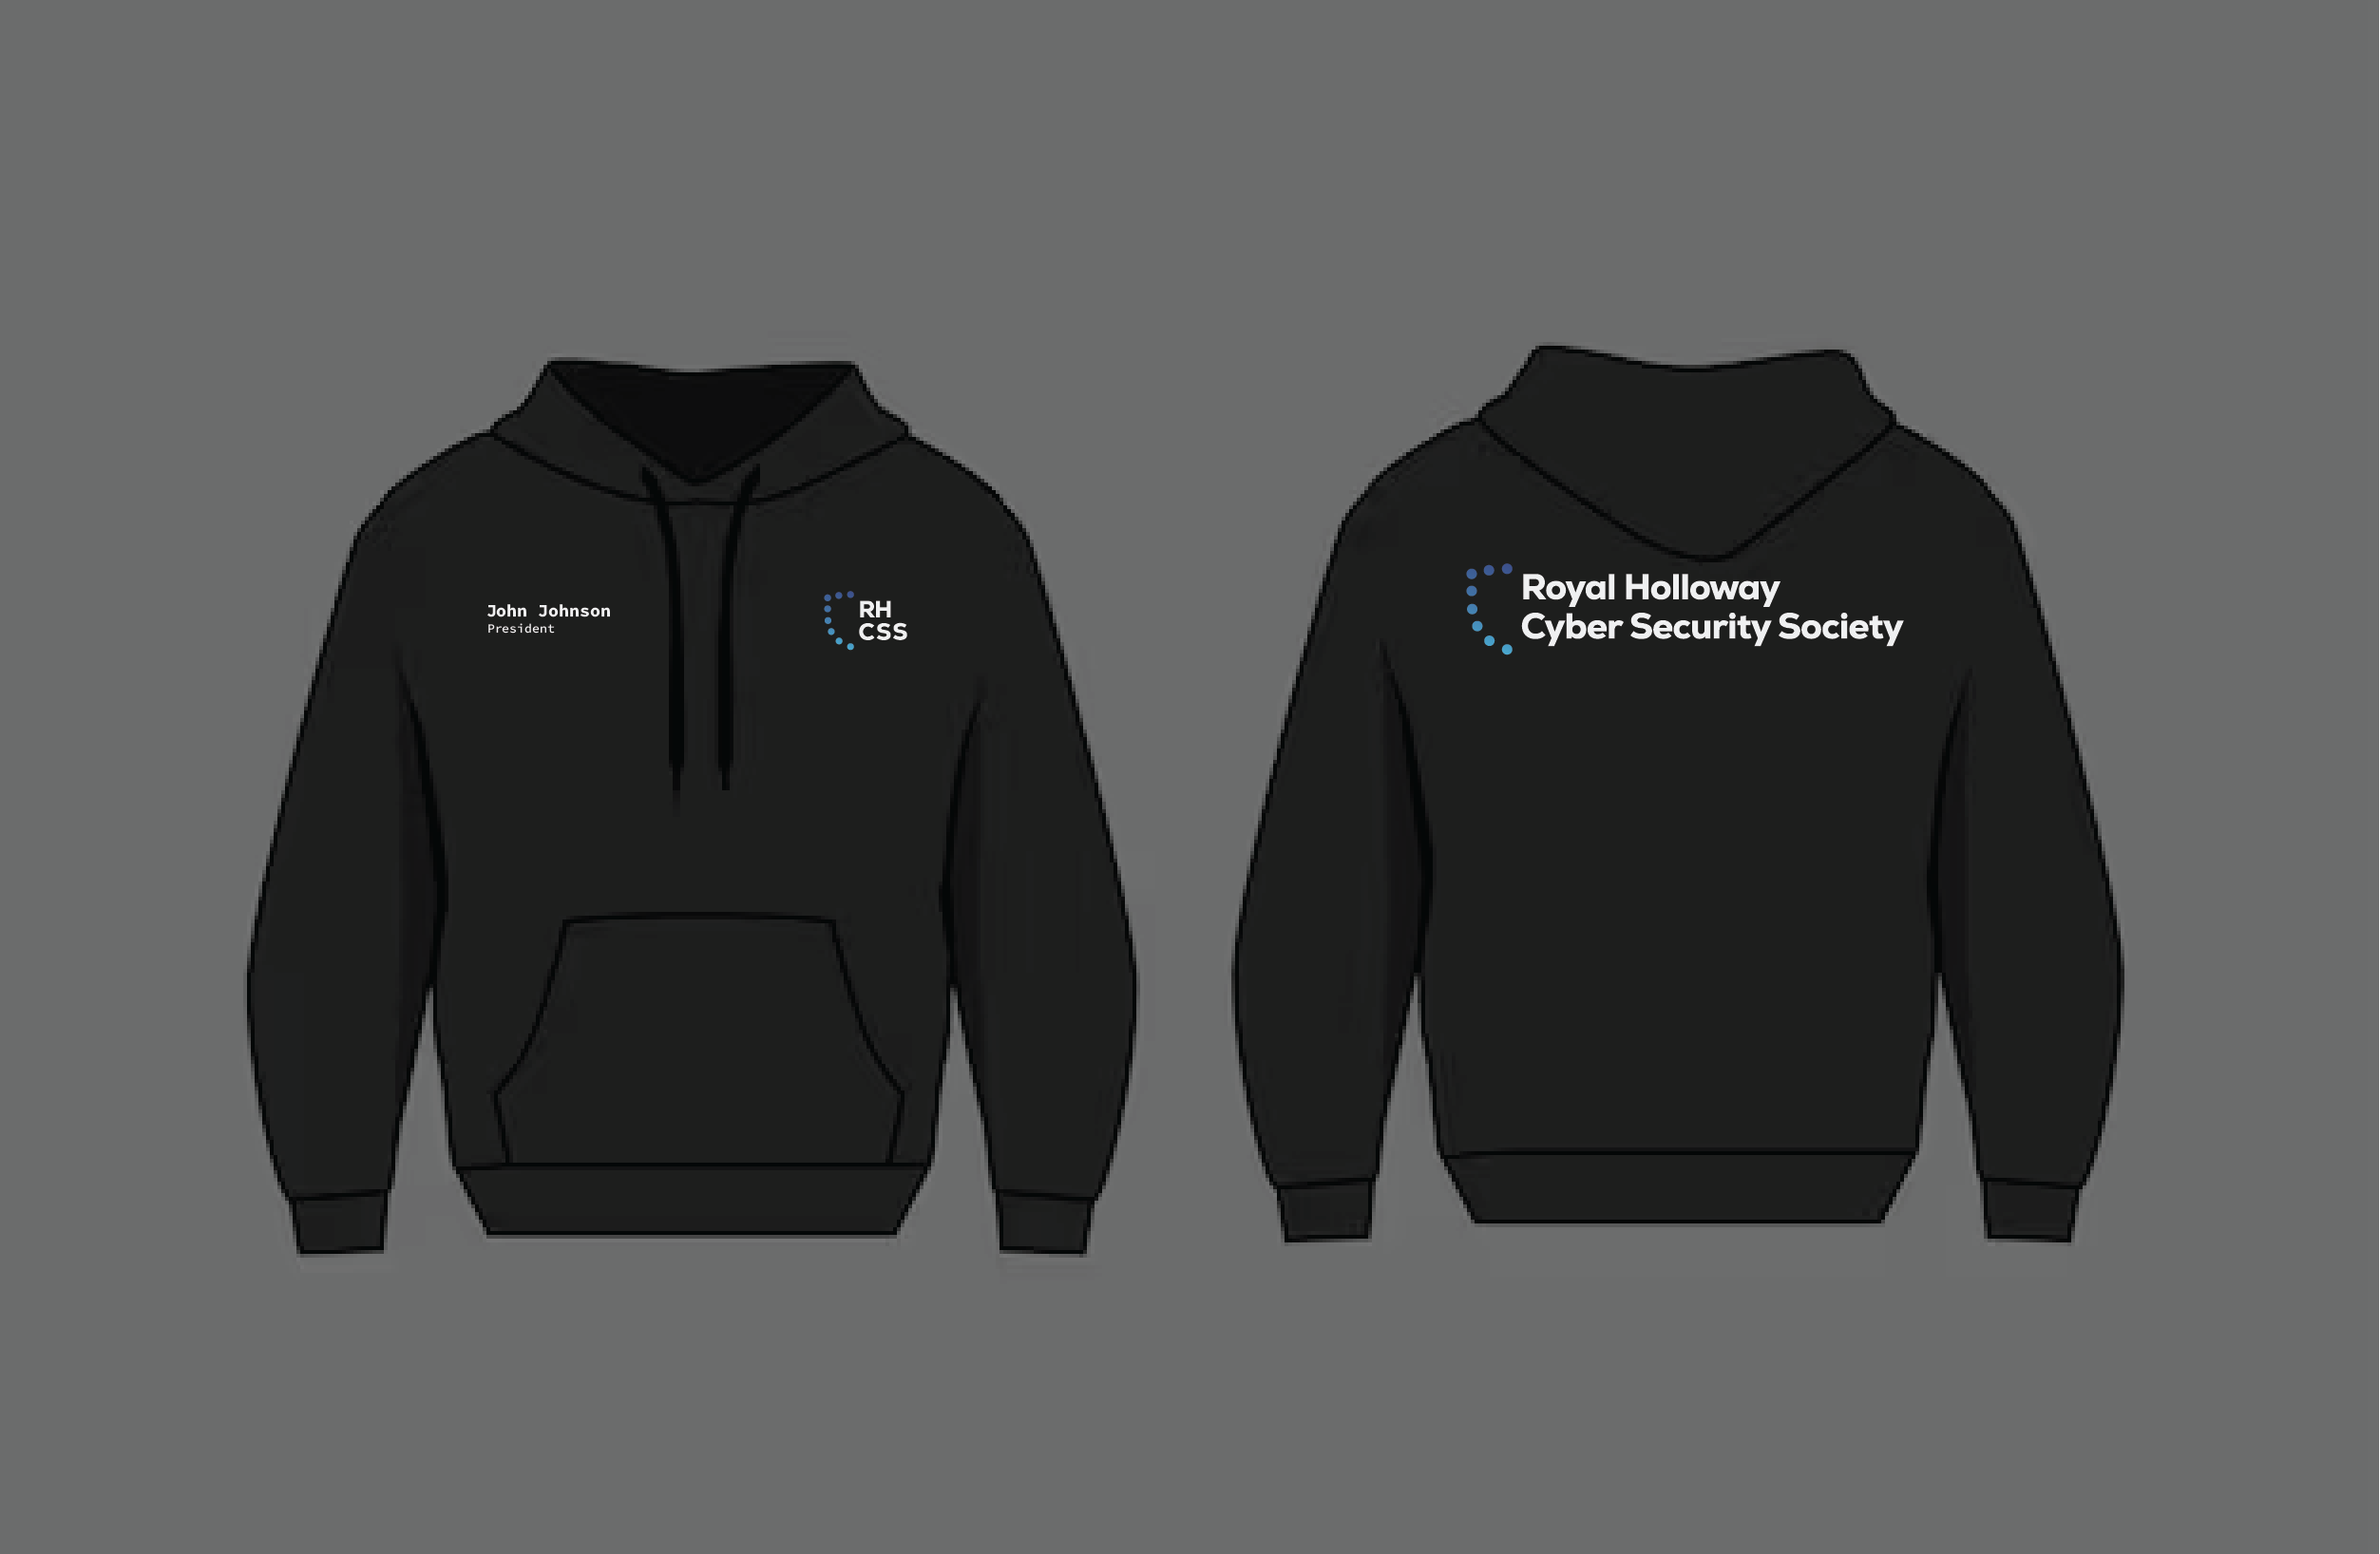 John Johnson
President
RH
CSS
Royal Holloway
Cyber Security Society